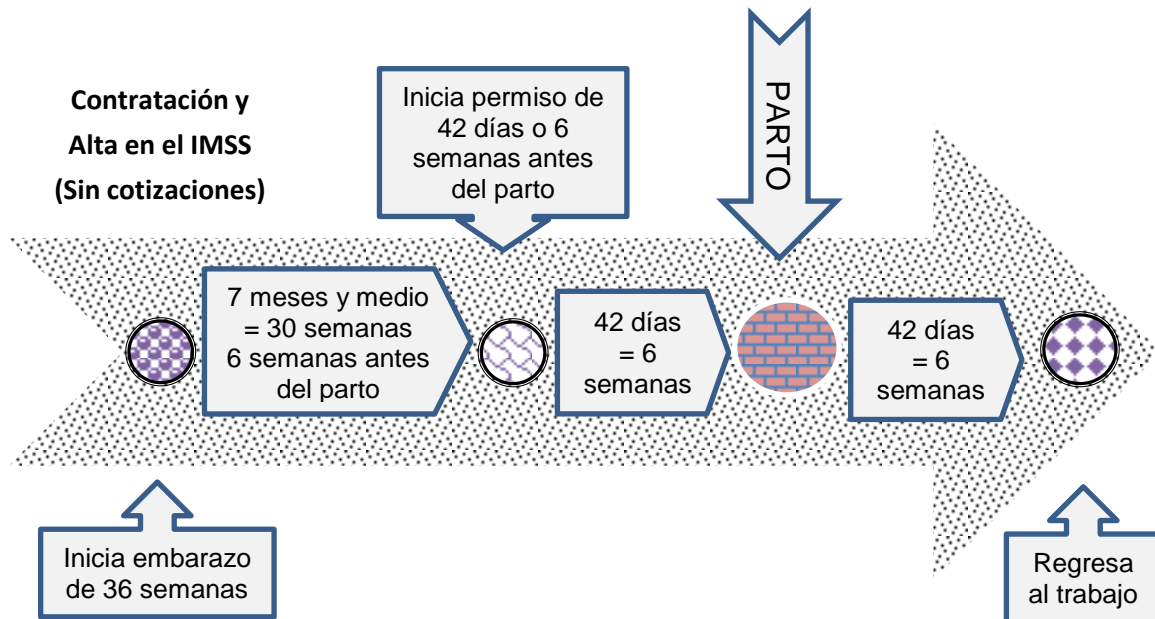 Contratación y
Alta en el IMSS
(Sin cotizaciones)
Inicia permiso de
42 días o 6
semanas antes
del parto
PARTO
7 meses y medio
= 30 semanas
6 semanas antes
del parto
42 días
= 6
semanas
42 días
= 6
semanas
Inicia embarazo
de 36 semanas
Regresa
al trabajo